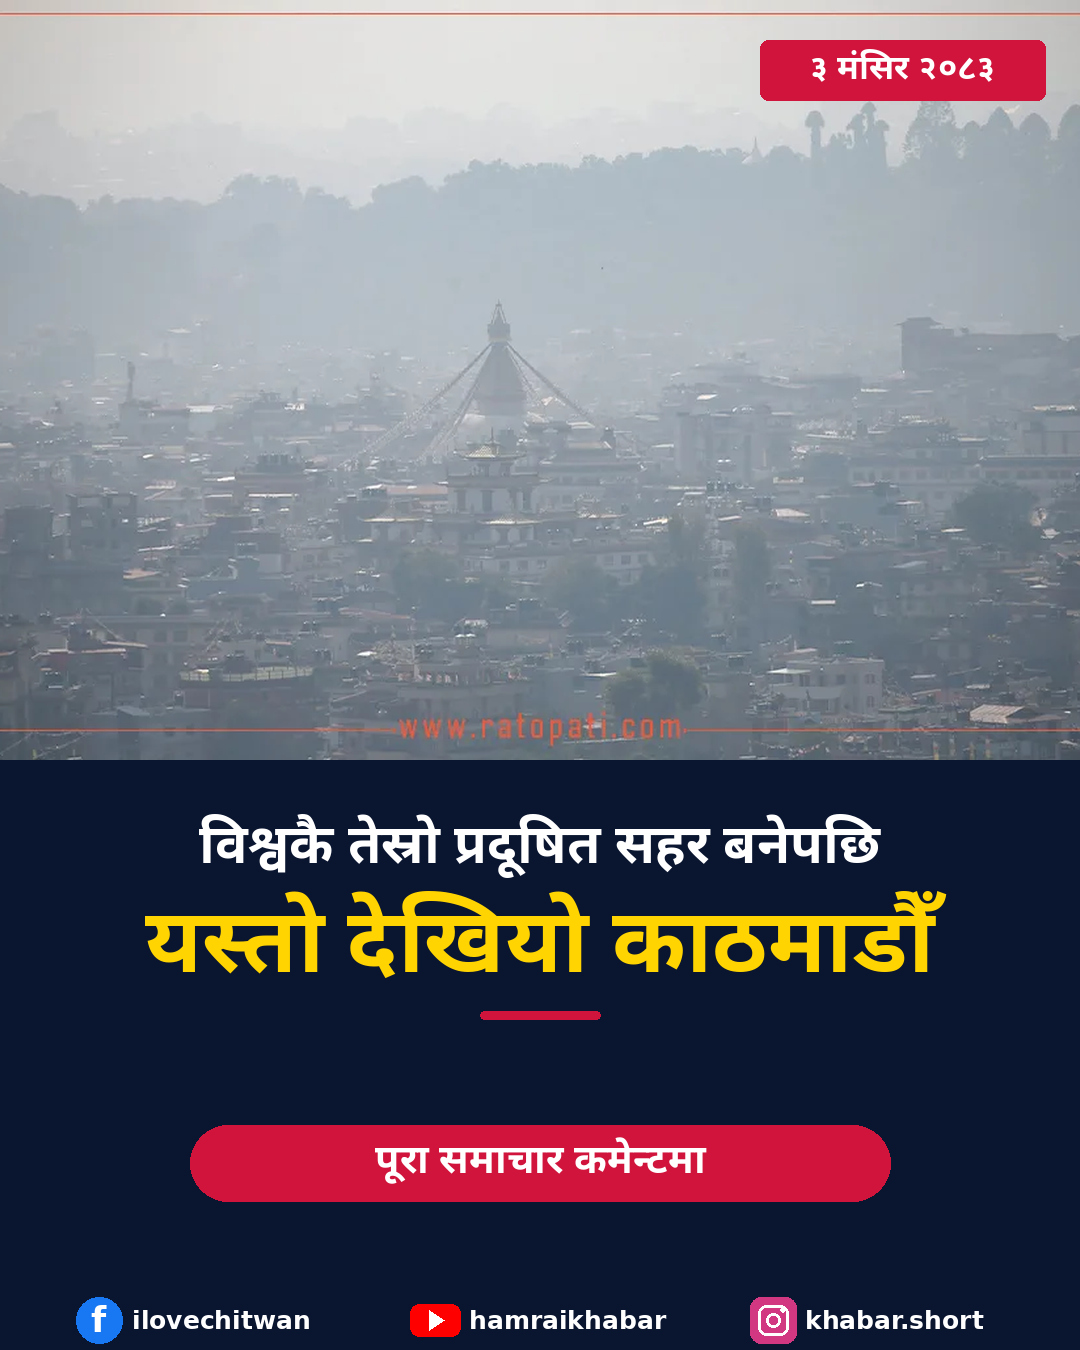 ३ मंसिर २०८३
www.ratopati.com
विश्वकै तेस्रो प्रदूषित सहर बनेपछि
यस्तो देखियो काठमाडौँ
पूरा समाचार कमेन्टमा
ilovechitwan
hamraikhabar
khabar.short